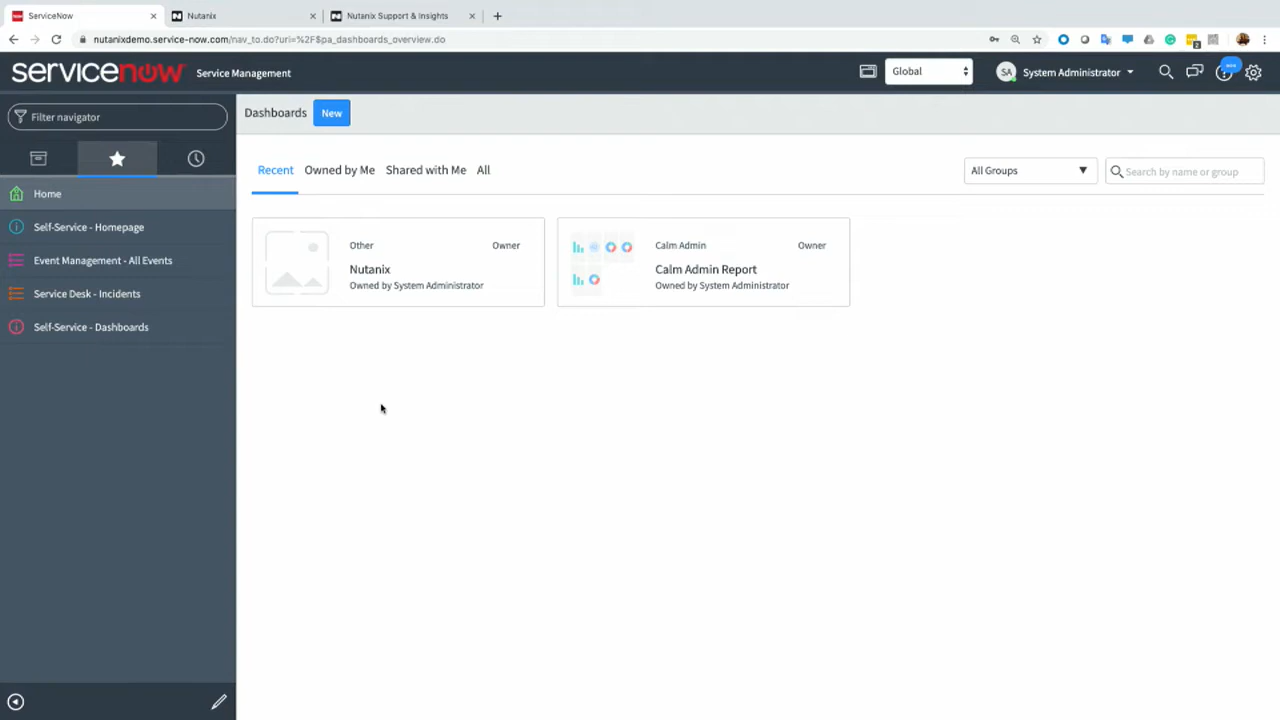 ServiceNow
Nutanix
Nutanix Support & Insights
nutanixdemo.service-now.com/nav_to.do?uri=%2F$pa_dashboards_overview.do
2
servicenow Service Management
Global
SA System Administrator
Filter navigator
Dashboards New
Recent Owned by Me Shared with Me All
All Groups
Search by name or group
Home
Self-Service - Homepage
Event Management - All Events
Service Desk - Incidents
Self-Service - Dashboards
Other Owner
Nutanix
Owned by System Administrator
Calm Admin Owner
Calm Admin Report
Owned by System Administrator